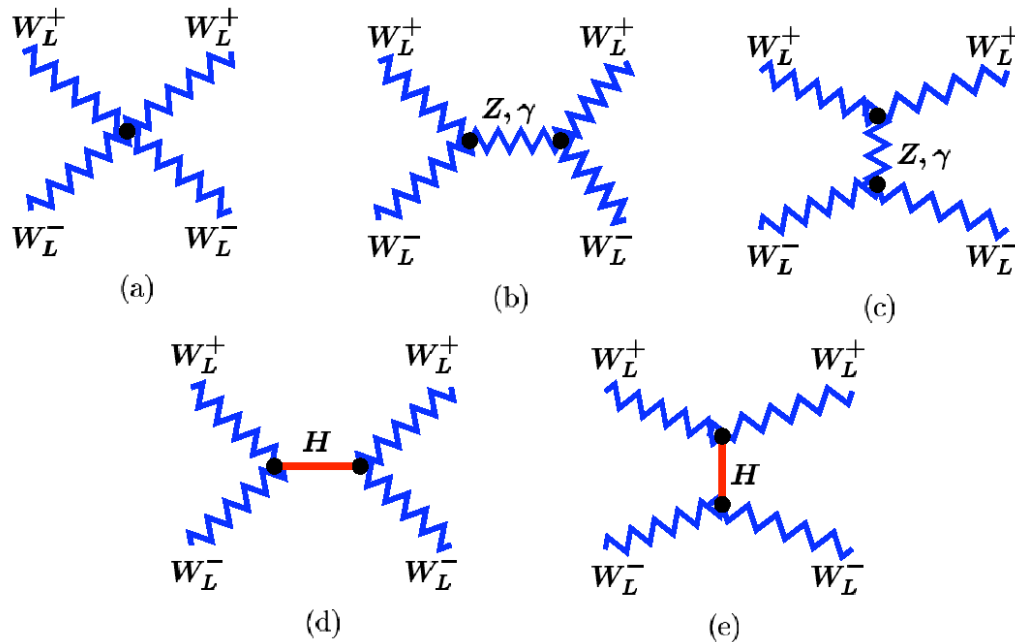 W_L^+ W_L^+
W_L^- W_L^-
(a)
W_L^+ W_L^+
Z, γ
W_L^- W_L^-
(b)
W_L^+ W_L^+
Z, γ
W_L^- W_L^-
(c)
W_L^+ W_L^+
H
W_L^- W_L^-
(d)
W_L^+ W_L^+
H
W_L^- W_L^-
(e)